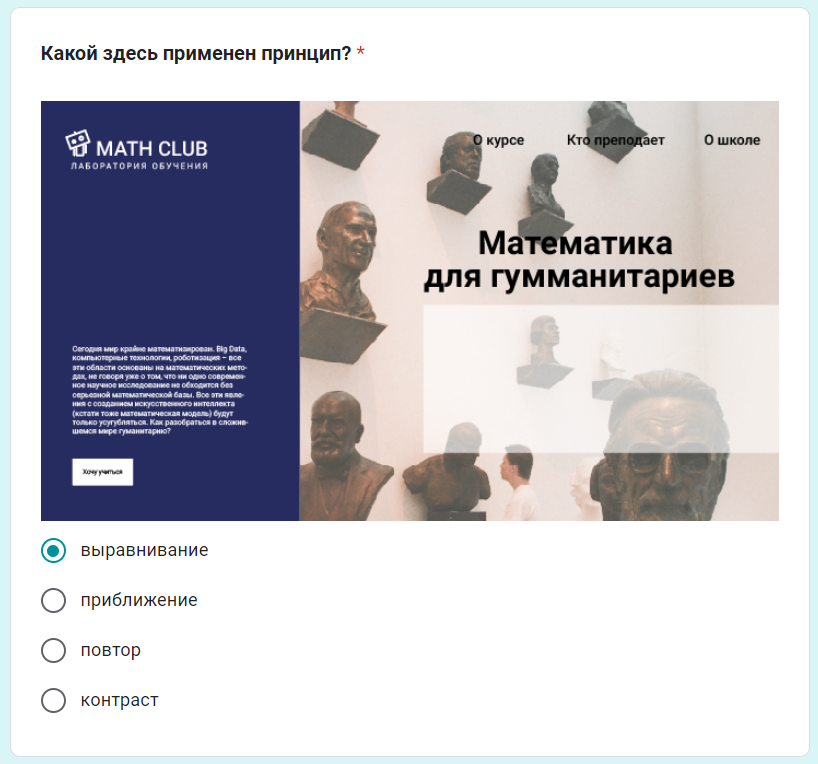 Какой здесь применен принцип? *
MATH CLUB
ЛАБОРАТОРИЯ ОБУЧЕНИЯ
О курсе Кто преподает О школе
Математика
для гумманитариев
Сегодня мир крайне математизирован. Big Data,
компьютерные технологии, роботизация – все
эти области основаны на математических мето-
дах, не говоря уже о том, что ни одно современ-
ное научное исследование не обходится без
серьезной математической базы. Все эти явле-
ния с созданием искусственного интеллекта
(кстати тоже математическая модель) будут
только усугубляться. Как разобраться в сложив-
шемся мире гуманитарию?
Хочу учиться
выравнивание
приближение
повтор
контраст